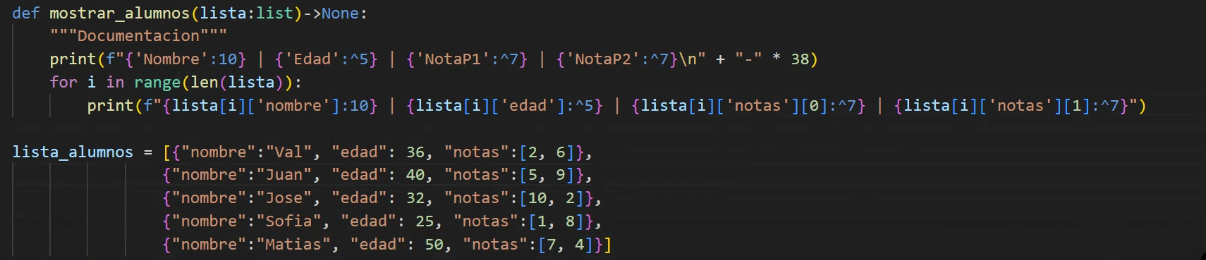 def mostrar_alumnos(lista:list)->None:
    """Documentacion"""
    print(f"{'Nombre':10} | {'Edad':^5} | {'NotaP1':^7} | {'NotaP2':^7}\n" + "-" * 38)
    for i in range(len(lista)):
        print(f"{lista[i]['nombre']:10} | {lista[i]['edad']:^5} | {lista[i]['notas'][0]:^7} | {lista[i]['notas'][1]:^7}")
lista_alumnos = [{"nombre":"Val", "edad": 36, "notas":[2, 6]},
                {"nombre":"Juan", "edad": 40, "notas":[5, 9]},
                {"nombre":"Jose", "edad": 32, "notas":[10, 2]},
                {"nombre":"Sofia", "edad": 25, "notas":[1, 8]},
                {"nombre":"Matias", "edad": 50, "notas":[7, 4]}]